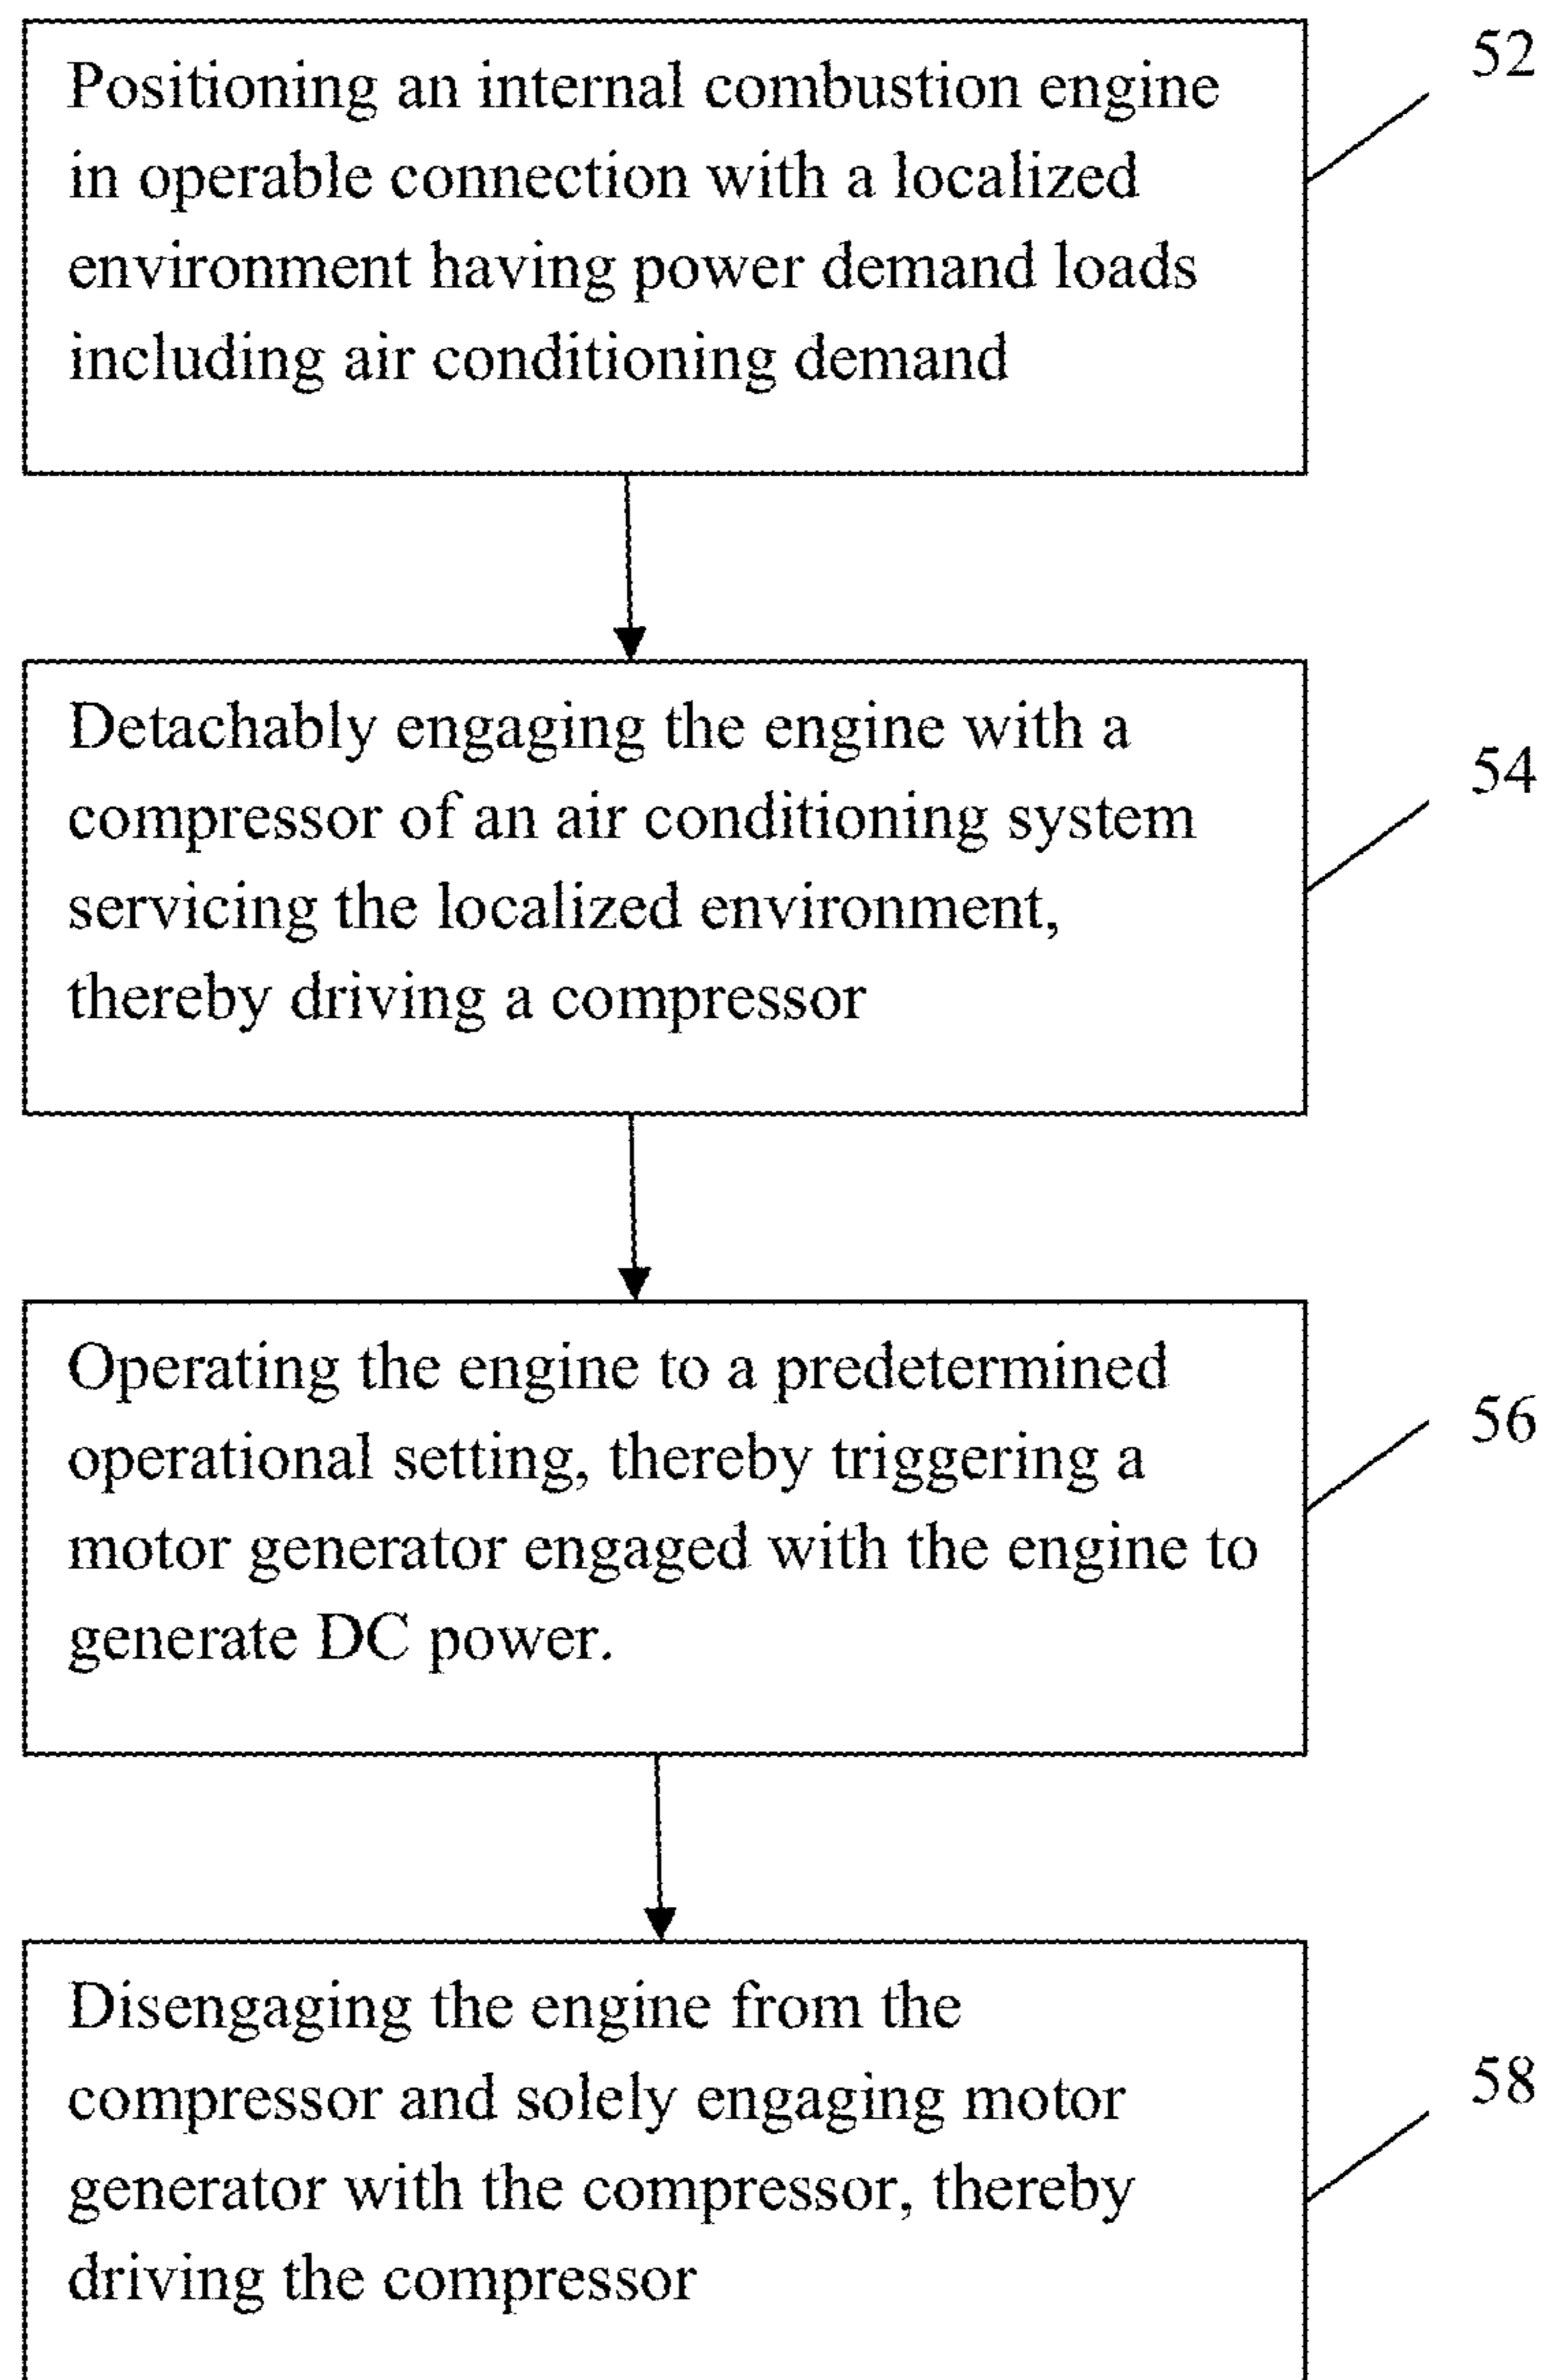 Positioning an internal combustion engine
in operable connection with a localized
environment having power demand loads
including air conditioning demand
52
Detachably engaging the engine with a
compressor of an air conditioning system
servicing the localized environment,
thereby driving a compressor
54
Operating the engine to a predetermined
operational setting, thereby triggering a
motor generator engaged with the engine to
generate DC power.
56
Disengaging the engine from the
compressor and solely engaging motor
generator with the compressor, thereby
driving the compressor
58